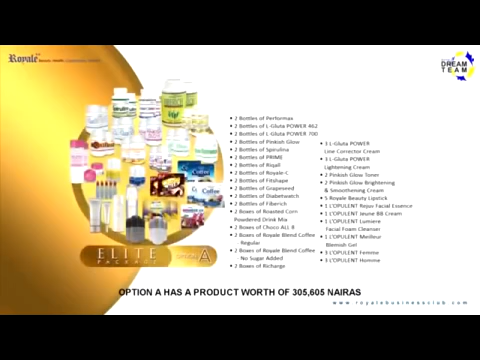 Royale
DREAM
TEAM
• 2 Bottles of Performax
• 2 Bottles of L-Gluta POWER 462
• 2 Bottles of L-Gluta POWER 700
• 2 Bottles of Pinkish Glow
• 2 Bottles of Spirulina
• 2 Bottles of PRIME
• 2 Bottles of Riqall
• 2 Bottles of Royale-C
• 2 Bottles of Fitshape
• 2 Bottles of Grapeseed
• 2 Bottles of Diabetwatch
• 2 Bottles of Fiberich
• 2 Boxes of Roasted Corn
Powdered Drink Mix
• 2 Boxes of Choco ALL 8
• 2 Boxes of Royale Blend Coffee
Regular
• 2 Boxes of Royale Blend Coffee
No Sugar Added
• 2 Boxes of Richarge
• 3 L-Gluta POWER
Line Corrector Cream
• 3 L-Gluta POWER
Lightening Cream
• 2 Pinkish Glow Toner
• 2 Pinkish Glow Brightening
& Smoothening Cream
• 5 Royale Beauty Lipstick
• 1 L'OPULENT Rejuv Facial Essence
• 1 L'OPULENT Jeune BB Cream
• 1 L'OPULENT Lumiere
Facial Foam Cleanser
• 1 L'OPULENT Meilleur
Blemish Gel
• 3 L'OPULENT Femme
• 3 L'OPULENT Homme
ELITE
PACKAGE
OPTION A
OPTION A HAS A PRODUCT WORTH OF 305,605 NAIRAS
www.royalebusinessclub.com